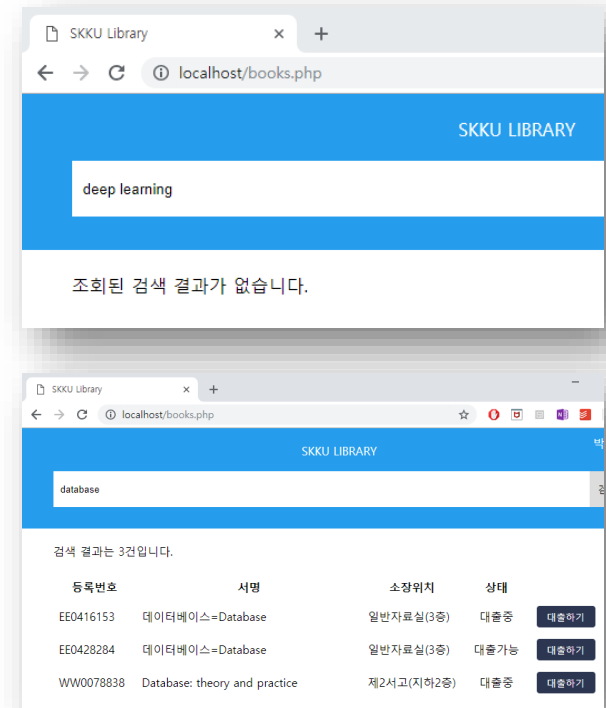 SKKU Library
localhost/books.php
SKKU LIBRARY
deep learning
조회된 검색 결과가 없습니다.
SKKU Library
localhost/books.php
SKKU LIBRARY 박
database
검색 결과는 3건입니다.
등록번호 서명 소장위치 상태
EE0416153 데이터베이스=Database 일반자료실(3층) 대출중 대출하기
EE0428284 데이터베이스=Database 일반자료실(3층) 대출가능 대출하기
WW0078838 Database: theory and practice 제2서고(지하2층) 대출중 대출하기